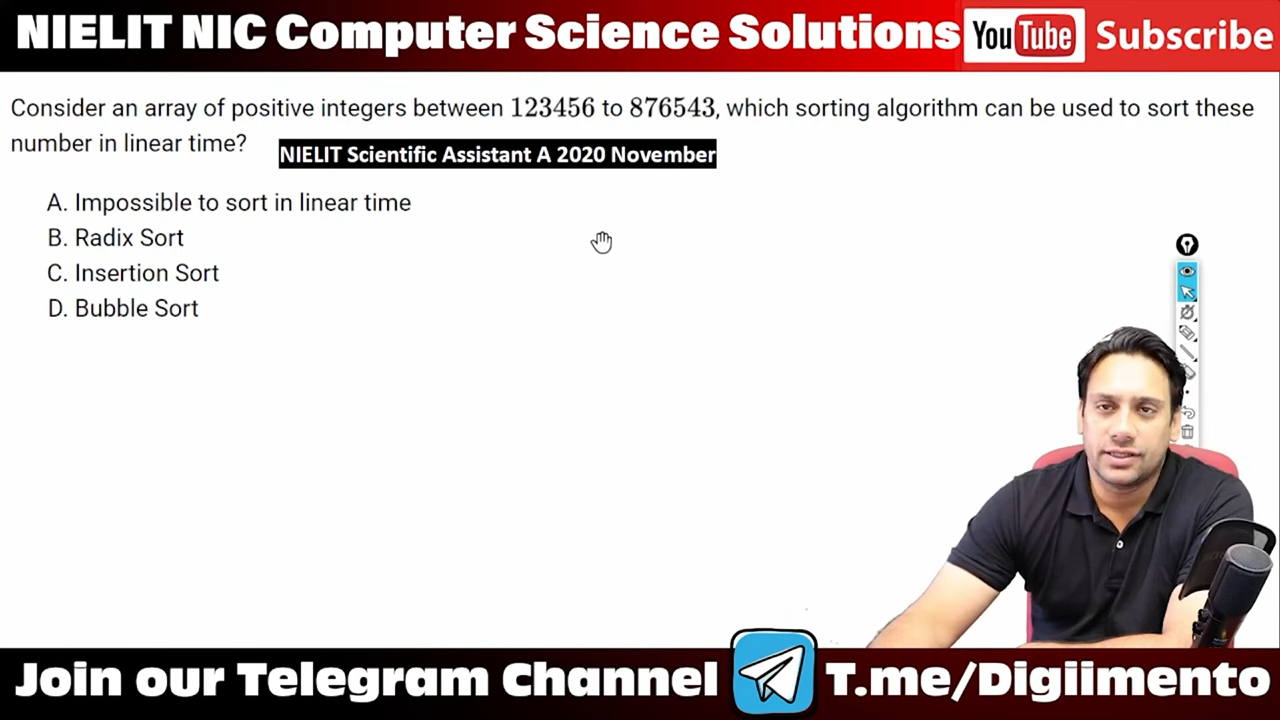 NIELIT NIC Computer Science Solutions YouTube Subscribe
Consider an array of positive integers between 123456 to 876543, which sorting algorithm can be used to sort these
number in linear time?
NIELIT Scientific Assistant A 2020 November
A. Impossible to sort in linear time
B. Radix Sort
C. Insertion Sort
D. Bubble Sort
Join our Telegram Channel T.me/Digiimento